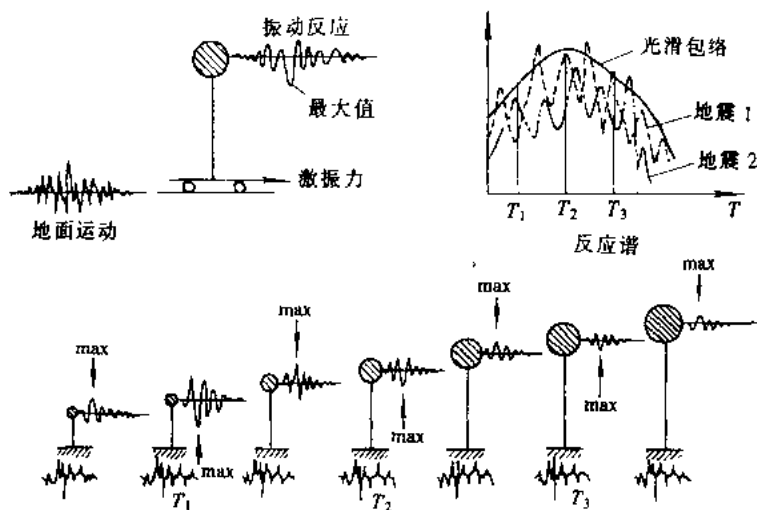 振动反应
最大值
激振力
地面运动
光滑包络
地震 1
地震 2
T₁ T₂ T₃ T
反应谱
max
max
max
max
max
max
max
T₁
T₂
T₃